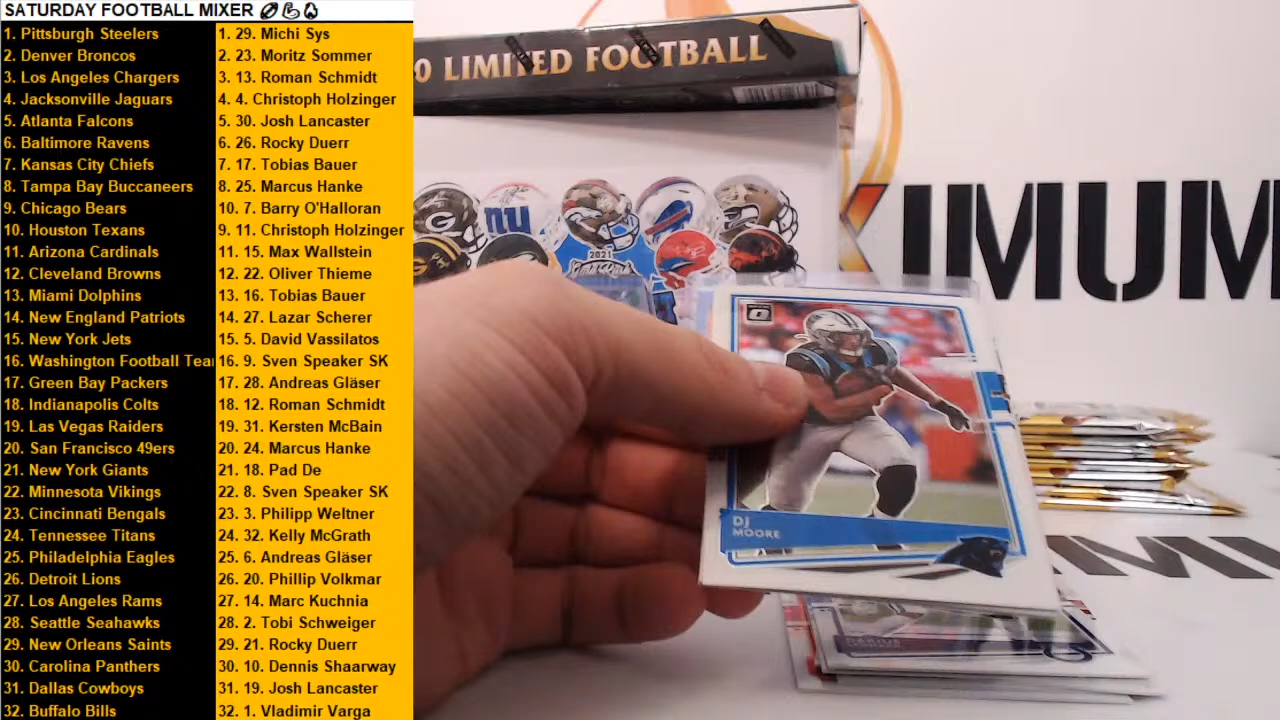 SATURDAY FOOTBALL MIXER
1. Pittsburgh Steelers
2. Denver Broncos
3. Los Angeles Chargers
4. Jacksonville Jaguars
5. Atlanta Falcons
6. Baltimore Ravens
7. Kansas City Chiefs
8. Tampa Bay Buccaneers
9. Chicago Bears
10. Houston Texans
11. Arizona Cardinals
12. Cleveland Browns
13. Miami Dolphins
14. New England Patriots
15. New York Jets
16. Washington Football Tea
17. Green Bay Packers
18. Indianapolis Colts
19. Las Vegas Raiders
20. San Francisco 49ers
21. New York Giants
22. Minnesota Vikings
23. Cincinnati Bengals
24. Tennessee Titans
25. Philadelphia Eagles
26. Detroit Lions
27. Los Angeles Rams
28. Seattle Seahawks
29. New Orleans Saints
30. Carolina Panthers
31. Dallas Cowboys
32. Buffalo Bills
1. 29. Michi Sys
2. 23. Moritz Sommer
3. 13. Roman Schmidt
4. 4. Christoph Holzinger
5. 30. Josh Lancaster
6. 26. Rocky Duerr
7. 17. Tobias Bauer
8. 25. Marcus Hanke
10. 7. Barry O'Halloran
9. 11. Christoph Holzinger
11. 15. Max Wallstein
12. 22. Oliver Thieme
13. 16. Tobias Bauer
14. 27. Lazar Scherer
15. 5. David Vassilatos
16. 9. Sven Speaker SK
17. 28. Andreas Gläser
18. 12. Roman Schmidt
19. 31. Kersten McBain
20. 24. Marcus Hanke
21. 18. Pad De
22. 8. Sven Speaker SK
23. 3. Philipp Weltner
24. 32. Kelly McGrath
25. 6. Andreas Gläser
26. 20. Phillip Volkmar
27. 14. Marc Kuchnia
28. 2. Tobi Schweiger
29. 21. Rocky Duerr
30. 10. Dennis Shaarway
31. 19. Josh Lancaster
32. 1. Vladimir Varga
0 LIMITED FOOTBALL
ny
2021
IMUM
DJ
MOORE
DARIUS